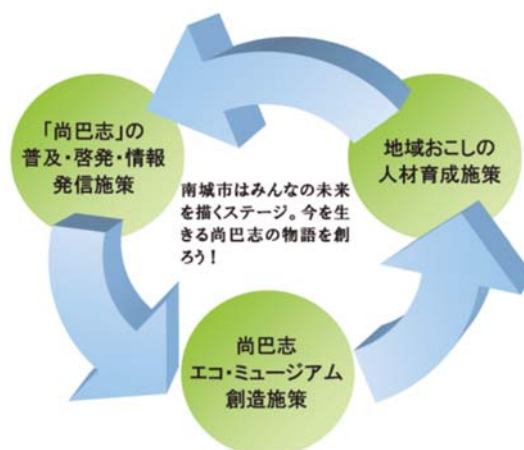 「尚巴志」の
普及・啓発・情報
発信施策
地域おこしの
人材育成施策
南城市はみんなの未来
を描くステージ。今を生
きる尚巴志の物語を創
ろう！
尚巴志
エコ・ミュージアム
創造施策